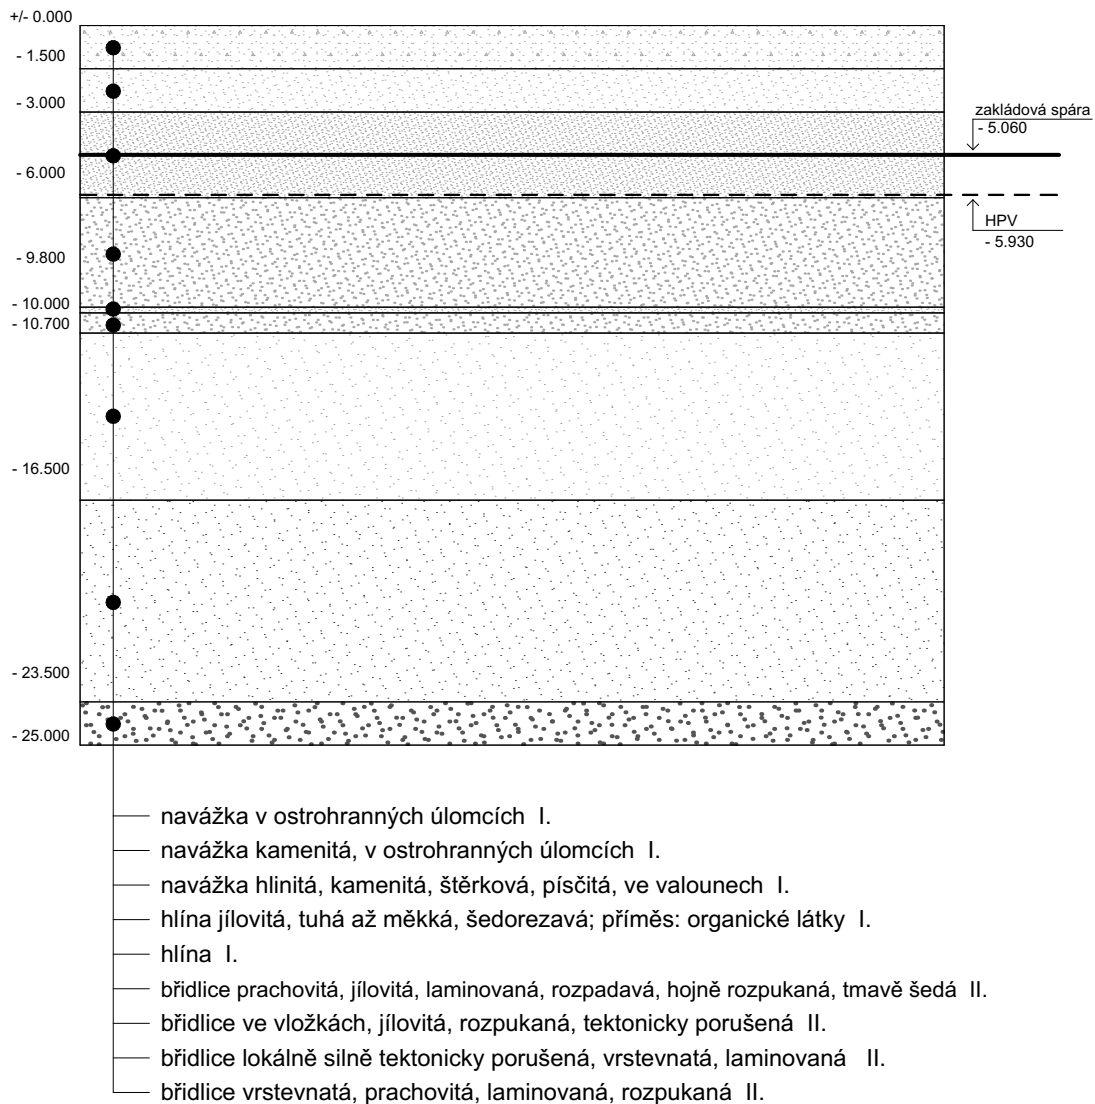 +/- 0.000
- 1.500
- 3.000
zakládová spára
- 5.060
- 6.000
HPV
- 5.930
- 9.800
- 10.000
- 10.700
- 16.500
- 23.500
- 25.000
navážka v ostrohranných úlomcích I.
navážka kamenitá, v ostrohranných úlomcích I.
navážka hlinitá, kamenitá, štěrková, písčitá, ve valounech I.
hlína jílovitá, tuhá až měkká, šedorezavá; příměs: organické látky I.
hlína I.
břidlice prachovitá, jílovitá, laminovaná, rozpadavá, hojně rozpukaná, tmavě šedá II.
břidlice ve vložkách, jílovitá, rozpukaná, tektonicky porušená II.
břidlice lokálně silně tektonicky porušená, vrstevnatá, laminovaná II.
břidlice vrstevnatá, prachovitá, laminovaná, rozpukaná II.